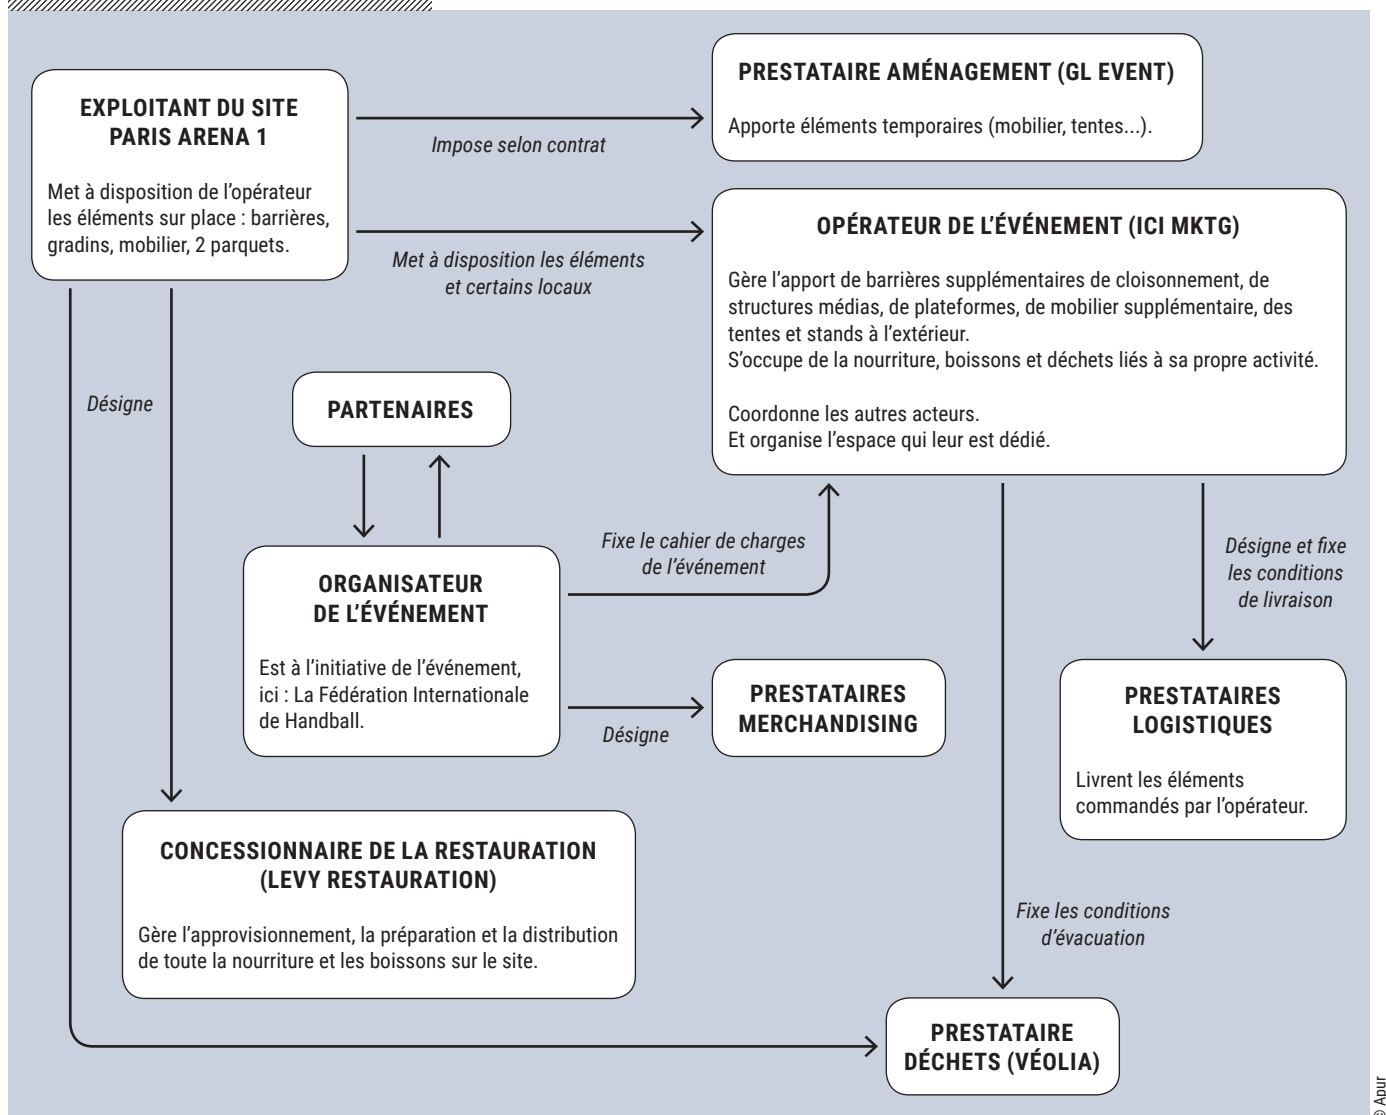 EXPLOITANT DU SITE
PARIS ARENA 1
Met à disposition de l'opérateur
les éléments sur place : barrières,
gradins, mobilier, 2 parquets.
Impose selon contrat
PRESTATAIRE AMÉNAGEMENT (GL EVENT)
Apporte éléments temporaires (mobilier, tentes...).
Met à disposition les éléments
et certains locaux
OPÉRATEUR DE L'ÉVÉNEMENT (ICI MKTG)
Gère l'apport de barrières supplémentaires de cloisonnement, de
structures médias, de plateformes, de mobilier supplémentaire, des
tentes et stands à l'extérieur.
S'occupe de la nourriture, boissons et déchets liés à sa propre activité.
Coordonne les autres acteurs.
Et organise l'espace qui leur est dédié.
Désigne
PARTENAIRES
ORGANISATEUR
DE L'ÉVÉNEMENT
Est à l'initiative de l'événement,
ici : La Fédération Internationale
de Handball.
Fixe le cahier de charges
de l'événement
Désigne et fixe
les conditions
de livraison
Désigne
PRESTATAIRES
MERCHANDISING
PRESTATAIRES
LOGISTIQUES
Livrent les éléments
commandés par l'opérateur.
CONCESSIONNAIRE DE LA RESTAURATION
(LEVY RESTAURATION)
Gère l'approvisionnement, la préparation et la distribution
de toute la nourriture et les boissons sur le site.
Fixe les conditions
d'évacuation
PRESTATAIRE
DÉCHETS (VÉOLIA)
© Apur